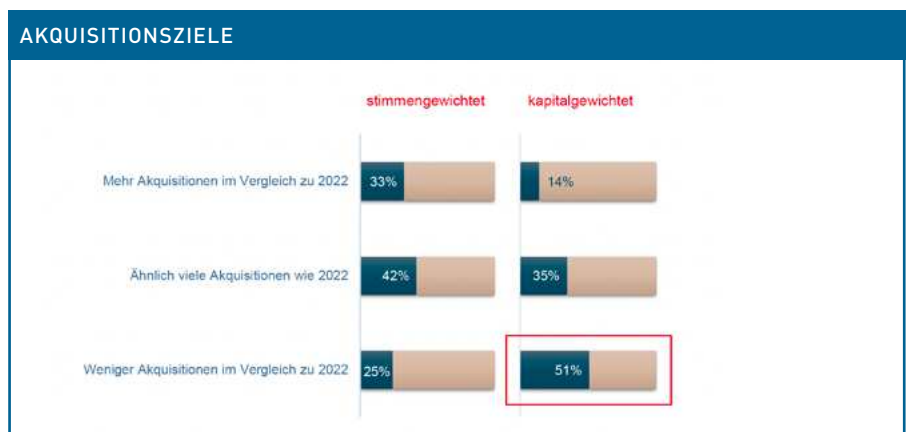 AKQUISITIONSZIELE
stimmengewichtet kapitalgewichtet
Mehr Akquisitionen im Vergleich zu 2022 33% 14%
Ähnlich viele Akquisitionen wie 2022 42% 35%
Weniger Akquisitionen im Vergleich zu 2022 25% 51%